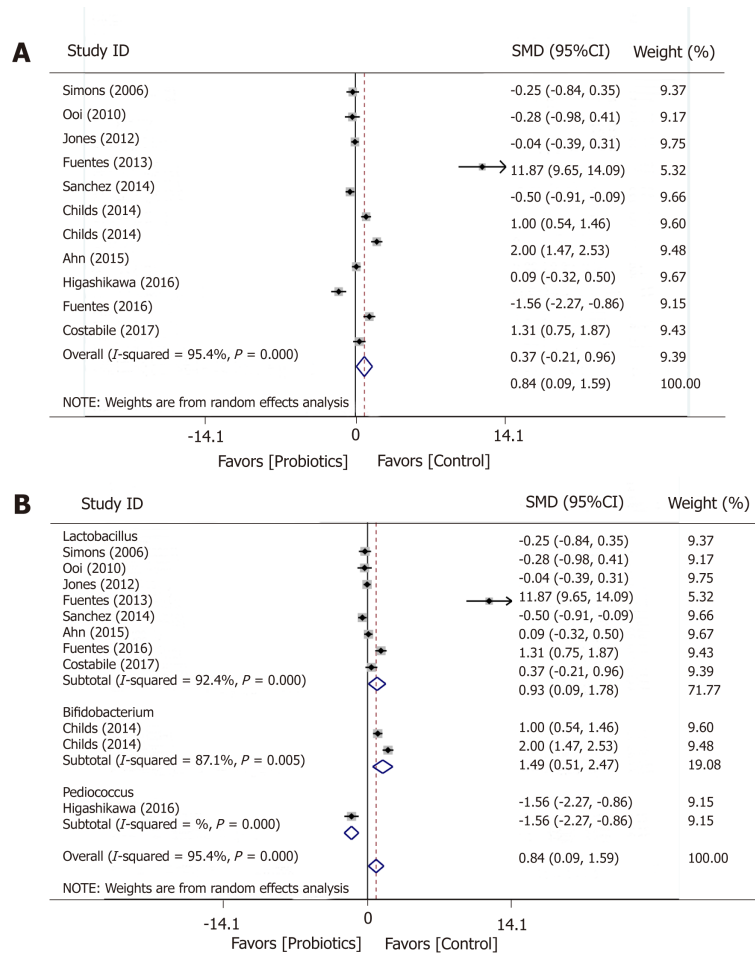 A
Study ID SMD (95%CI) Weight (%)
Simons (2006) -0.25 (-0.84, 0.35) 9.37
Ooi (2010) -0.28 (-0.98, 0.41) 9.17
Jones (2012) -0.04 (-0.39, 0.31) 9.75
Fuentes (2013) 11.87 (9.65, 14.09) 5.32
Sanchez (2014) -0.50 (-0.91, -0.09) 9.66
Childs (2014) 1.00 (0.54, 1.46) 9.60
Childs (2014) 2.00 (1.47, 2.53) 9.48
Ahn (2015) 0.09 (-0.32, 0.50) 9.67
Higashikawa (2016) -1.56 (-2.27, -0.86) 9.15
Fuentes (2016) 1.31 (0.75, 1.87) 9.43
Costabile (2017) 0.37 (-0.21, 0.96) 9.39
Overall (I-squared = 95.4%, P = 0.000) 0.84 (0.09, 1.59) 100.00
NOTE: Weights are from random effects analysis
-14.1 0 14.1
Favors [Probiotics] Favors [Control]
B
Study ID SMD (95%CI) Weight (%)
Lactobacillus
Simons (2006) -0.25 (-0.84, 0.35) 9.37
Ooi (2010) -0.28 (-0.98, 0.41) 9.17
Jones (2012) -0.04 (-0.39, 0.31) 9.75
Fuentes (2013) 11.87 (9.65, 14.09) 5.32
Sanchez (2014) -0.50 (-0.91, -0.09) 9.66
Ahn (2015) 0.09 (-0.32, 0.50) 9.67
Fuentes (2016) 1.31 (0.75, 1.87) 9.43
Costabile (2017) 0.37 (-0.21, 0.96) 9.39
Subtotal (I-squared = 92.4%, P = 0.000) 0.93 (0.09, 1.78) 71.77
Bifidobacterium
Childs (2014) 1.00 (0.54, 1.46) 9.60
Childs (2014) 2.00 (1.47, 2.53) 9.48
Subtotal (I-squared = 87.1%, P = 0.005) 1.49 (0.51, 2.47) 19.08
Pediococcus
Higashikawa (2016) -1.56 (-2.27, -0.86) 9.15
Subtotal (I-squared = %, P = 0.000) -1.56 (-2.27, -0.86) 9.15
Overall (I-squared = 95.4%, P = 0.000) 0.84 (0.09, 1.59) 100.00
NOTE: Weights are from random effects analysis
-14.1 0 14.1
Favors [Probiotics] Favors [Control]